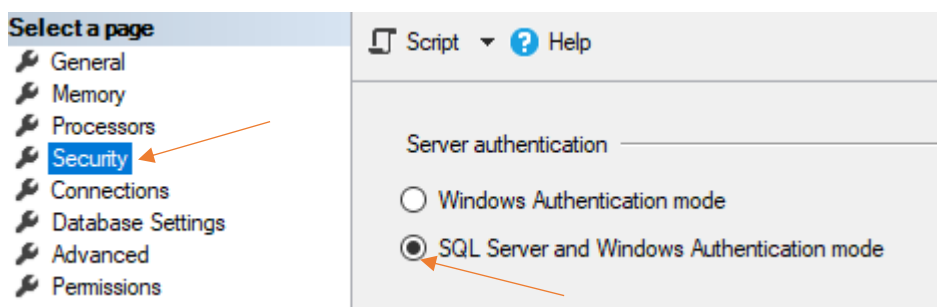 Select a page
General
Memory
Processors
Security
Connections
Database Settings
Advanced
Permissions
Script Help
Server authentication
Windows Authentication mode
SQL Server and Windows Authentication mode